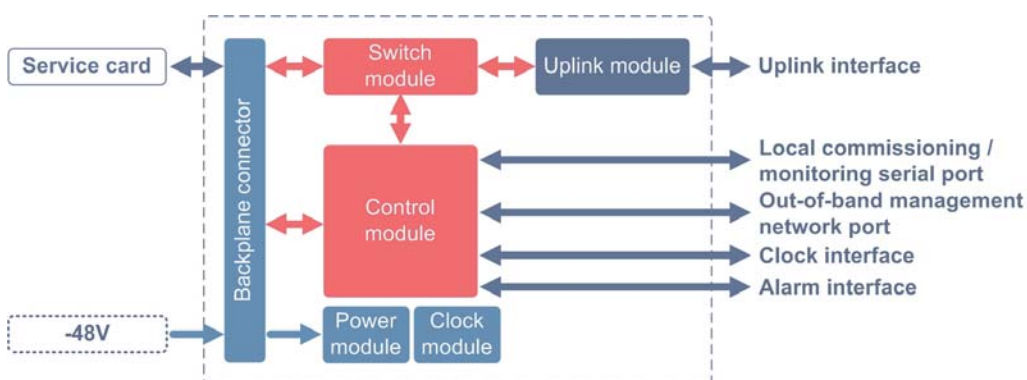 Service card
Backplane connector
Switch
module
Uplink module
Uplink interface
Control
module
Local commissioning /
monitoring serial port
Out-of-band management
network port
Clock interface
Alarm interface
-48V
Power
module
Clock
module